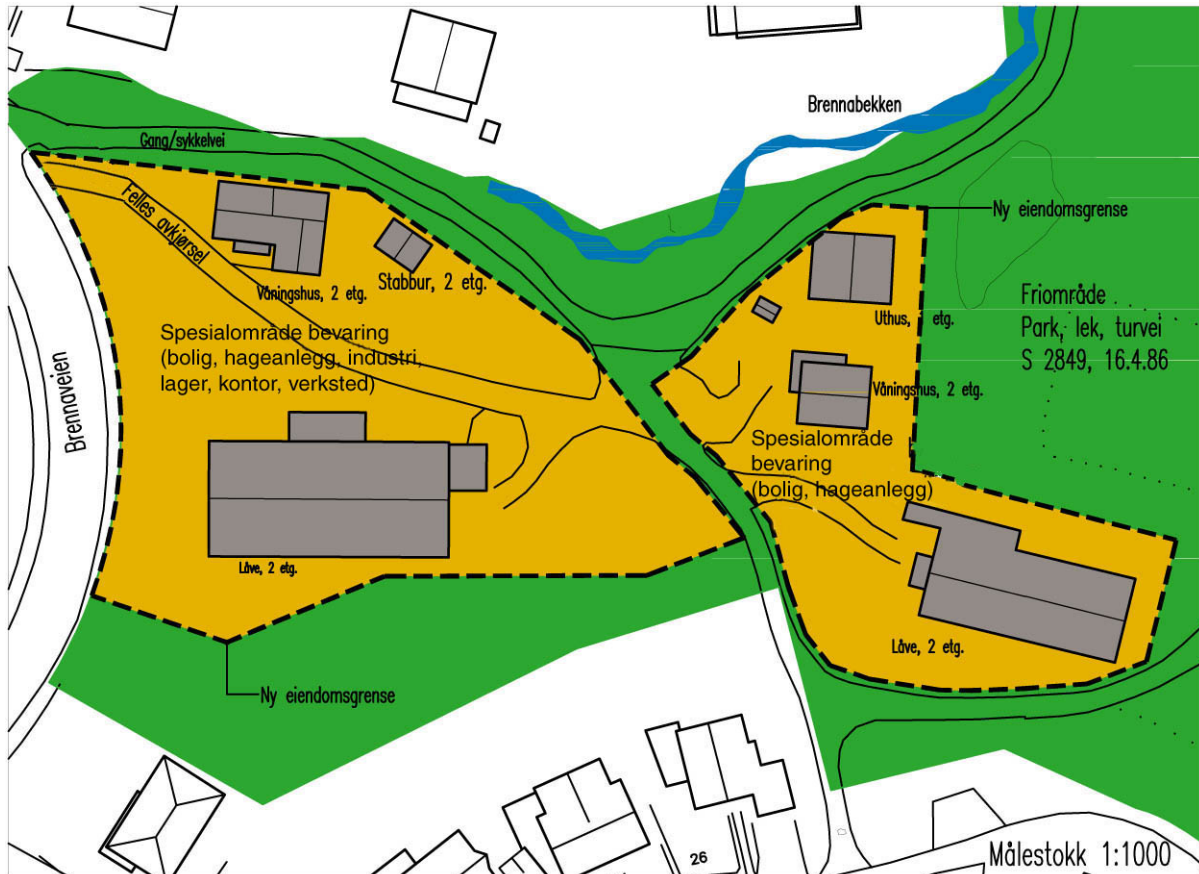 Brennabekken
Gang/sykkelvei
Felles avkjørsel
Ny eiendomsgrense
Stabbur, 2 etg.
Våningshus, 2 etg.
Friområde
Park, lek, turvei
S 2849, 16.4.86
Uthus, etg.
Spesialområde bevaring
(bolig, hageanlegg, industri,
lager, kontor, verksted)
Våningshus, 2 etg.
Brennaveien
Spesialområde
bevaring
(bolig, hageanlegg)
Låve, 2 etg.
Låve, 2 etg.
Ny eiendomsgrense
26
Målestokk 1:1000